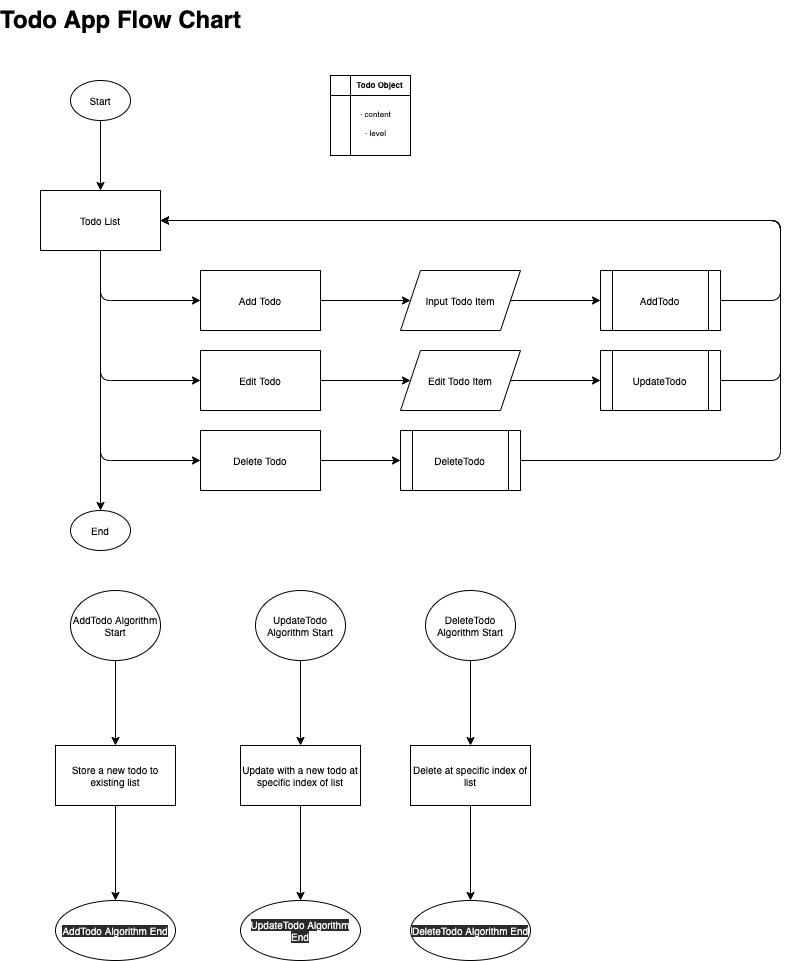 Todo App Flow Chart
Start
Todo Object
· content
· level
Todo List
Add Todo
Input Todo Item
AddTodo
Edit Todo
Edit Todo Item
UpdateTodo
Delete Todo
DeleteTodo
End
AddTodo Algorithm
Start
UpdateTodo
Algorithm Start
DeleteTodo
Algorithm Start
Store a new todo to
existing list
Update with a new todo at
specific index of list
Delete at specific index of
list
AddTodo Algorithm End
UpdateTodo Algorithm
End
DeleteTodo Algorithm End